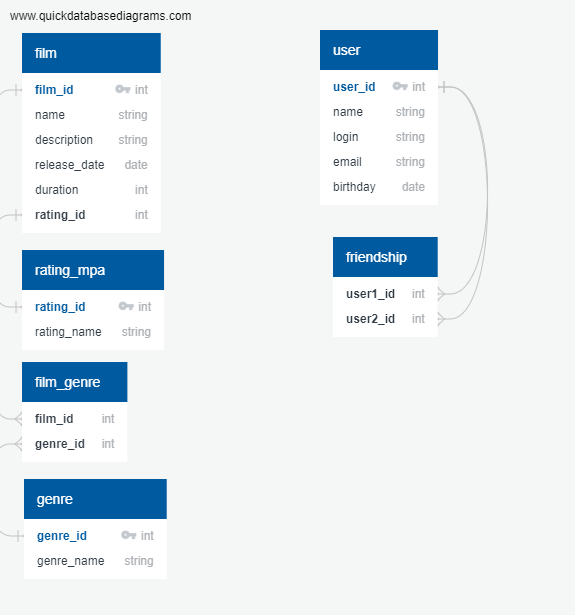 www.quickdatabasediagrams.com
film
film_id int
name string
description string
release_date date
duration int
rating_id int
rating_mpa
rating_id int
rating_name string
film_genre
film_id int
genre_id int
genre
genre_id int
genre_name string
user
user_id int
name string
login string
email string
birthday date
friendship
user1_id int
user2_id int